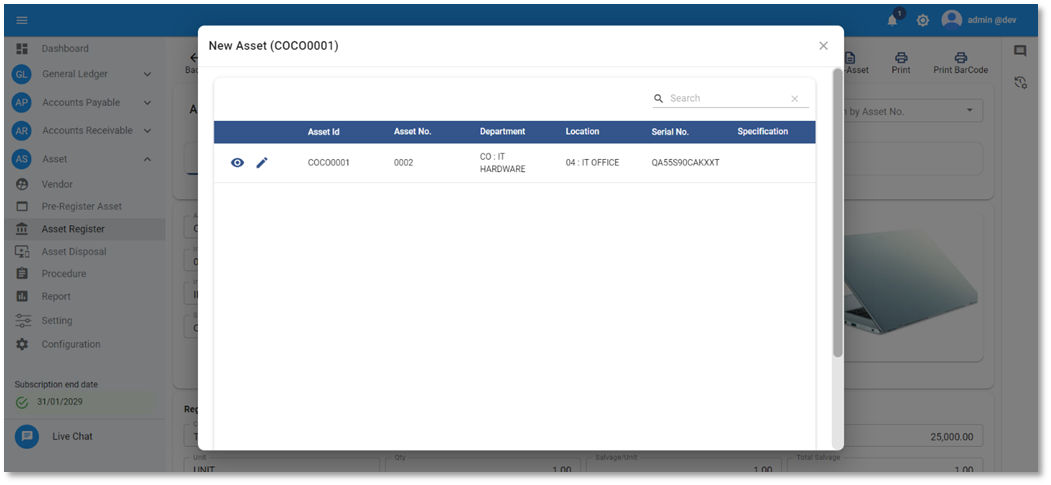 1
admin @dev
Dashboard
GL General Ledger
AP Accounts Payable
AR Accounts Receivable
AS Asset
Vendor
Pre-Register Asset
Asset Register
Asset Disposal
Procedure
Report
Setting
Configuration
Subscription end date
31/01/2029
Live Chat
New Asset (COCO0001)
Search
Asset Id Asset No. Department Location Serial No. Specification
COCO0001 0002 CO : IT HARDWARE 04 : IT OFFICE QA55S90CAKXXT
-Asset Print Print BarCode
by Asset No.
25,000.00
Unit Qty Salvage/Unit Total Salvage
UNIT 1.00 1.00 1.00